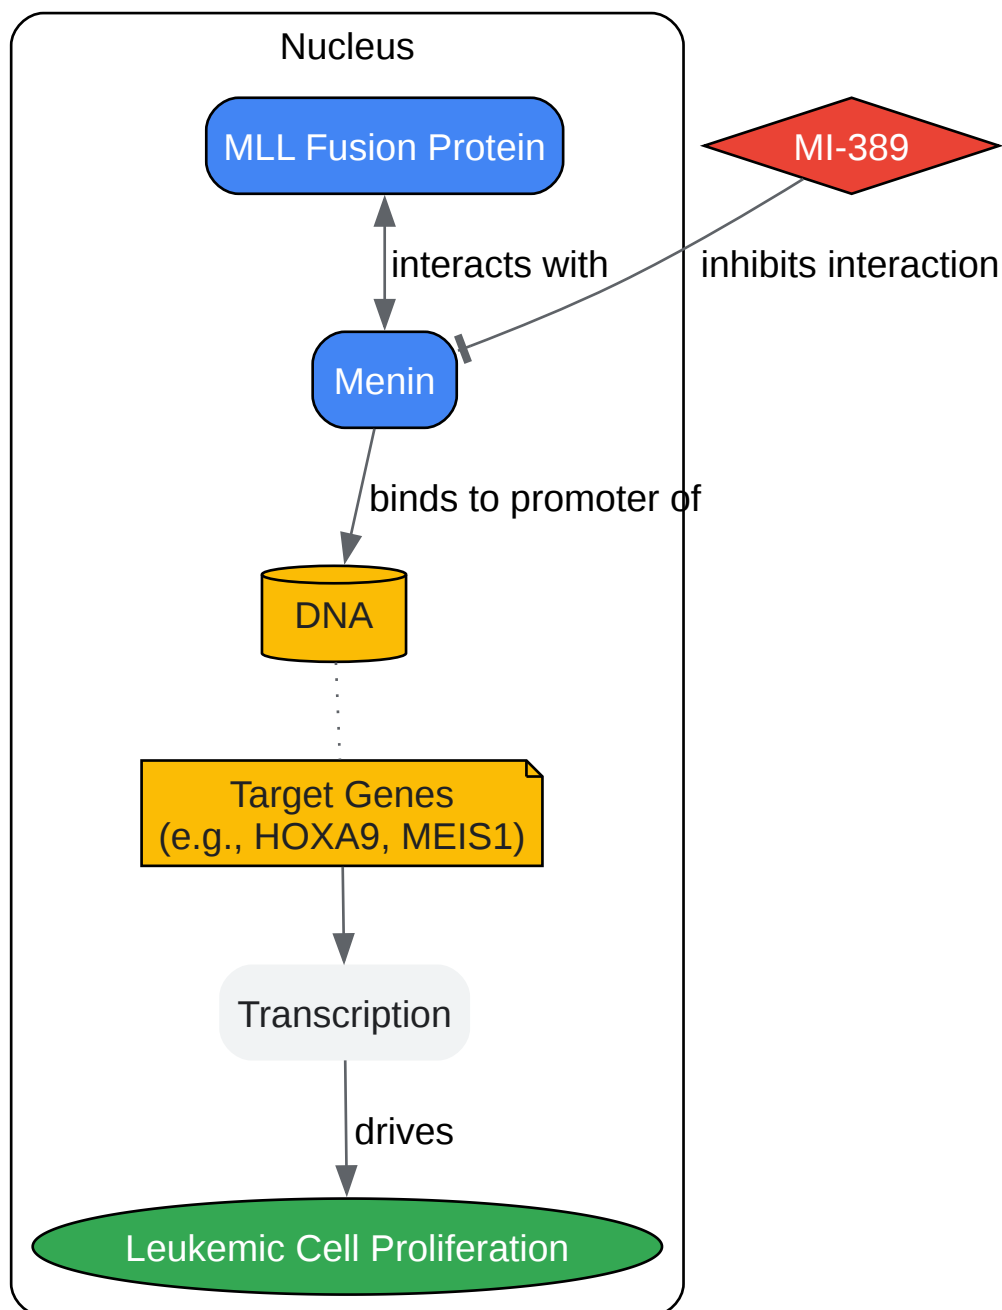 Nucleus
MLL Fusion Protein
MI-389
interacts with
inhibits interaction
Menin
binds to promoter of
DNA
Target Genes
(e.g., HOXA9, MEIS1)
Transcription
drives
Leukemic Cell Proliferation